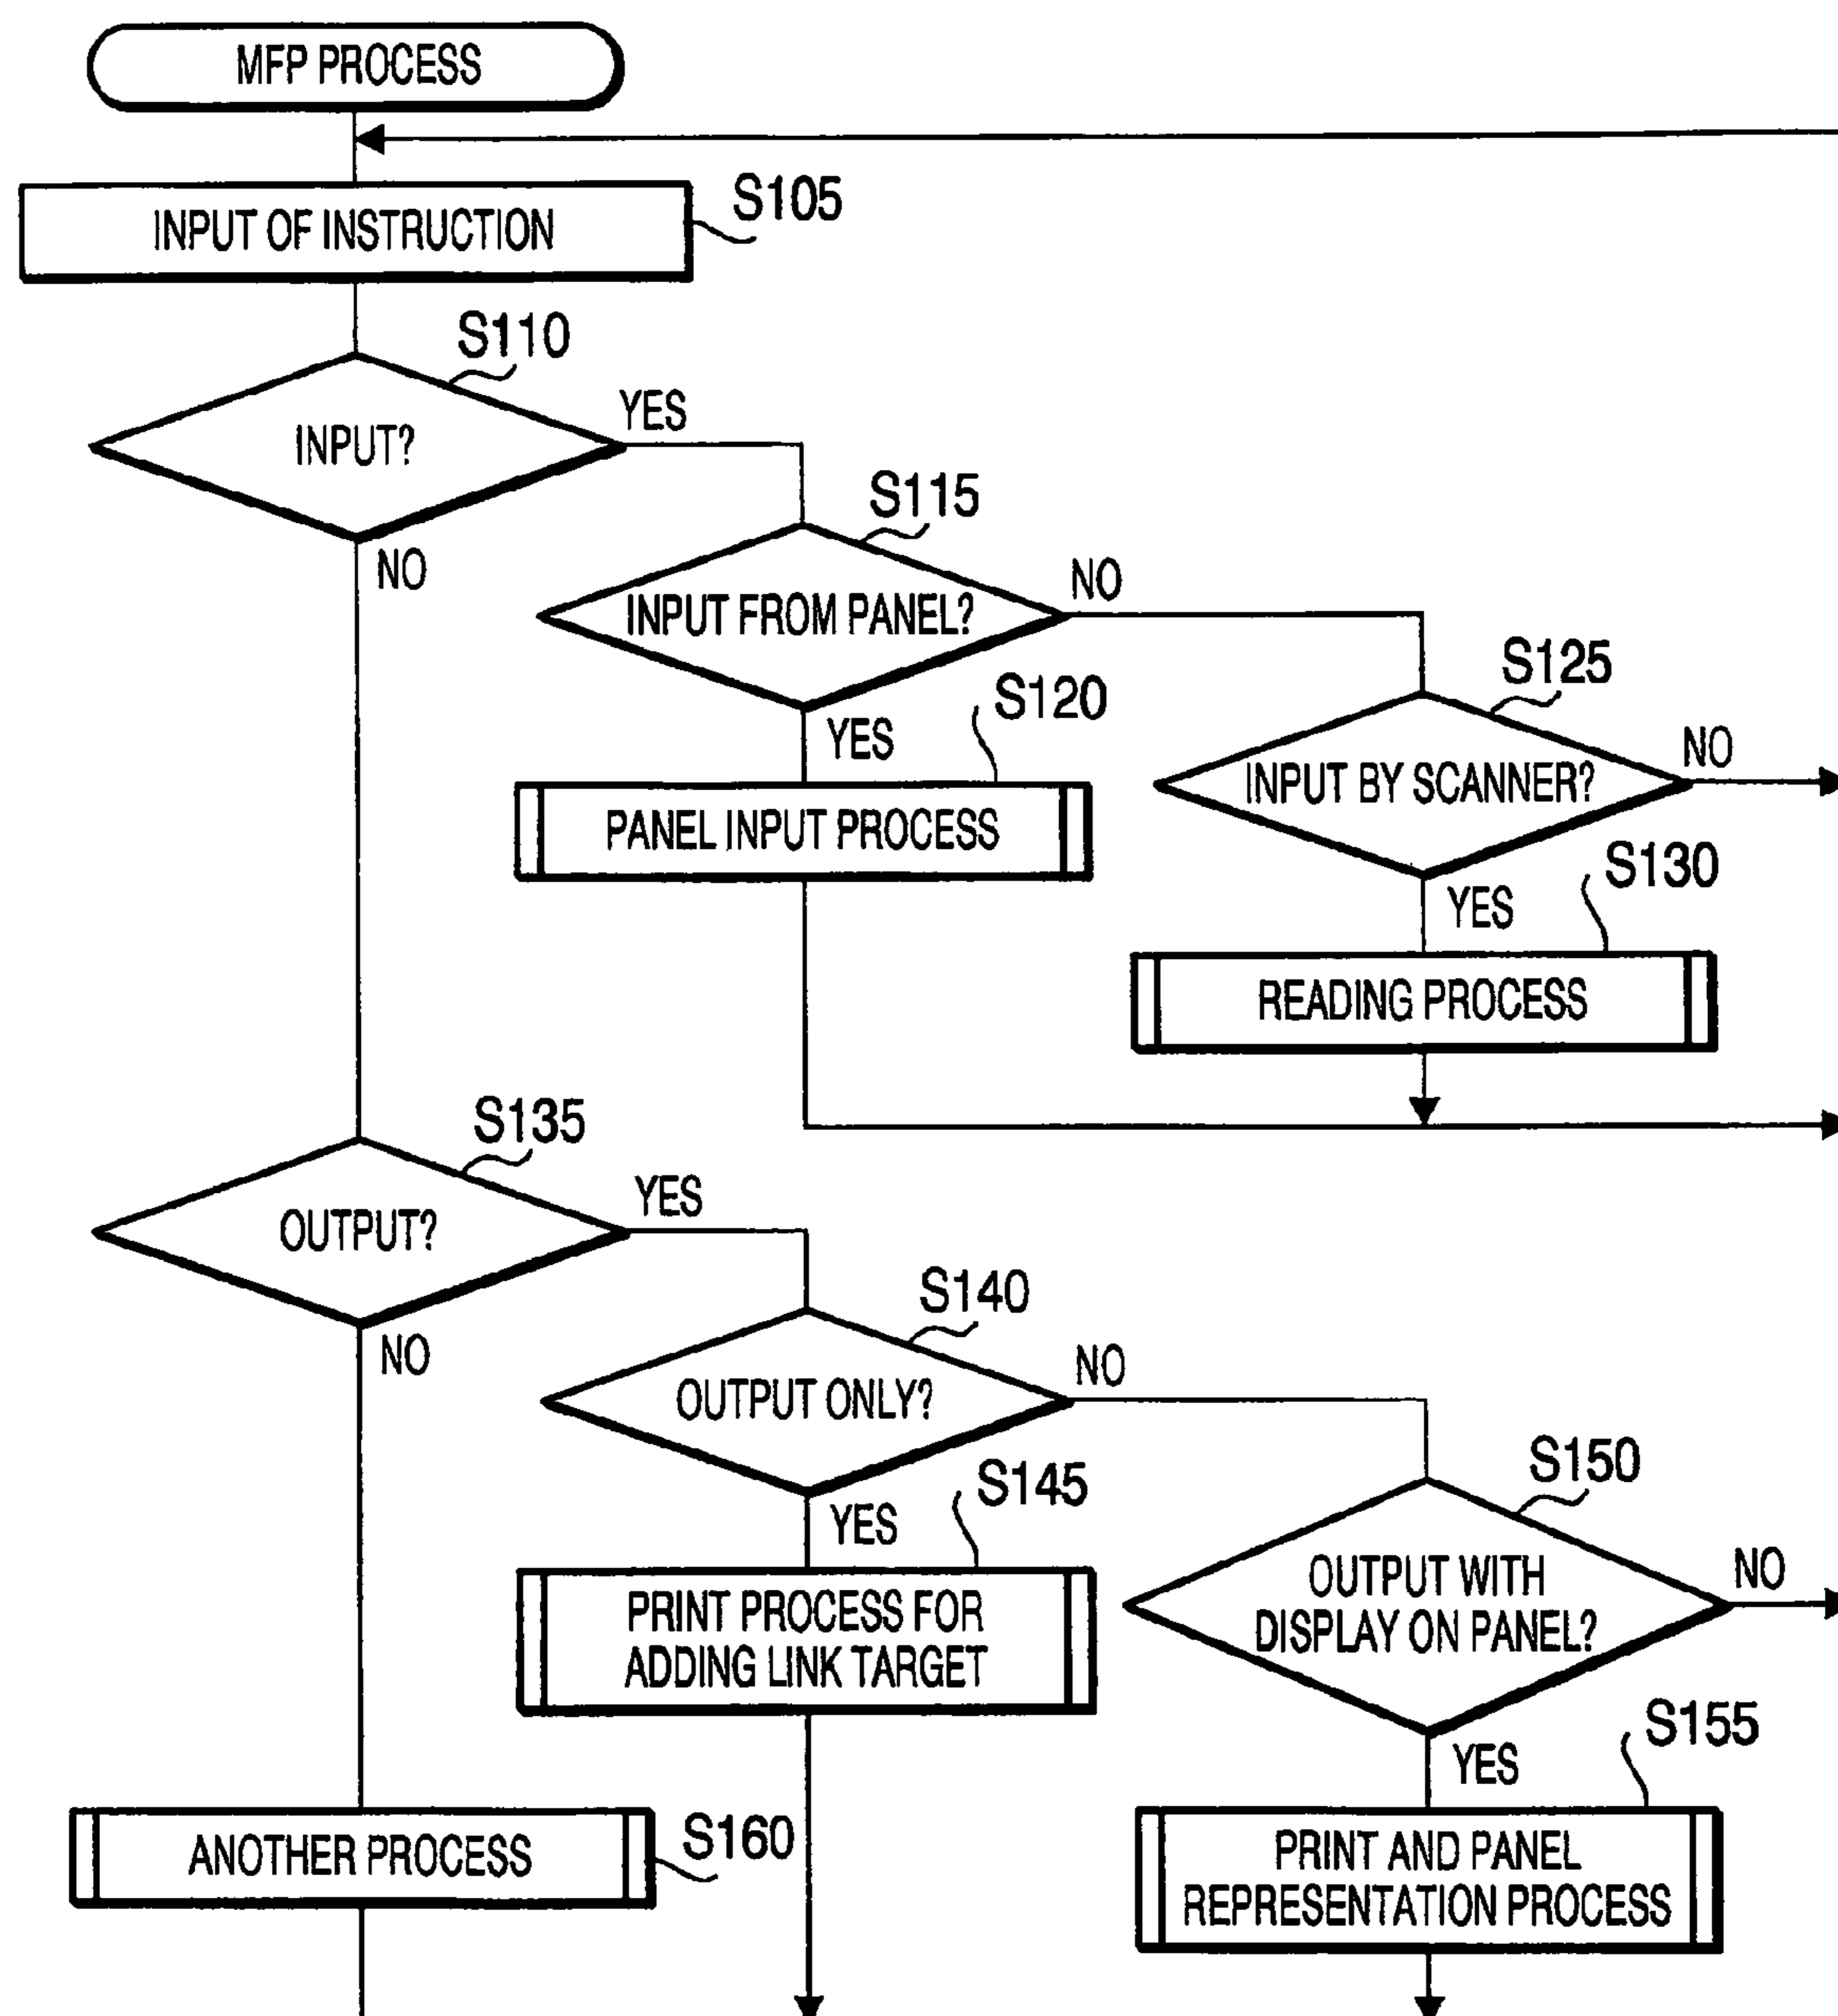 MFP PROCESS
INPUT OF INSTRUCTION
S105
S110
INPUT?
YES
NO
S115
INPUT FROM PANEL?
NO
YES
S120
PANEL INPUT PROCESS
S125
INPUT BY SCANNER?
NO
YES
S130
READING PROCESS
S135
OUTPUT?
YES
NO
S140
OUTPUT ONLY?
NO
YES
S145
PRINT PROCESS FOR
ADDING LINK TARGET
S150
OUTPUT WITH
DISPLAY ON PANEL?
NO
YES
S155
PRINT AND PANEL
REPRESENTATION PROCESS
ANOTHER PROCESS
S160